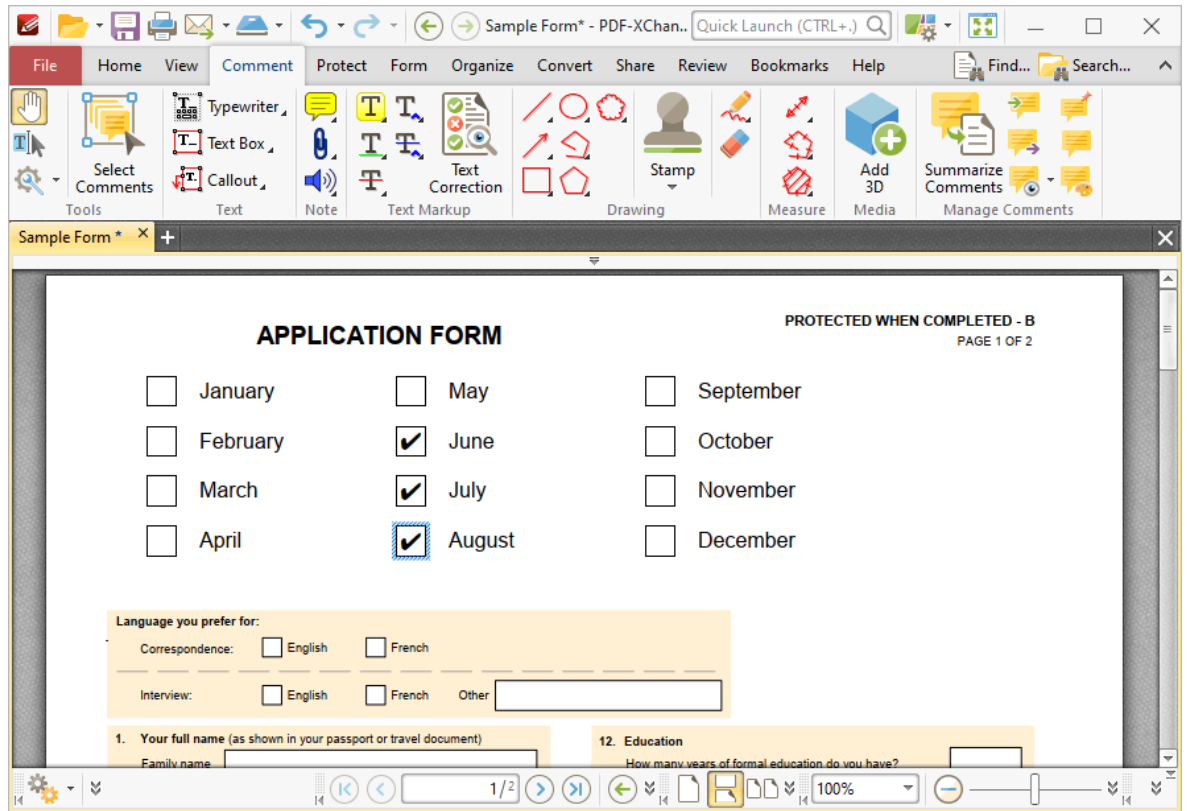 Sample Form* - PDF-XChan.. Quick Launch (CTRL+.)
File Home View Comment Protect Form Organize Convert Share Review Bookmarks Help Find... Search...
Select Comments
Typewriter
Text Box
Callout
Text Correction
Stamp
Add 3D
Summarize Comments
Tools Text Note Text Markup Drawing Measure Media Manage Comments
Sample Form *
APPLICATION FORM
PROTECTED WHEN COMPLETED - B
PAGE 1 OF 2
January May September
February June October
March July November
April August December
Language you prefer for:
Correspondence: English French
Interview: English French Other
1. Your full name (as shown in your passport or travel document)
Family name
12. Education
How many years of formal education do you have?
1/2
100%